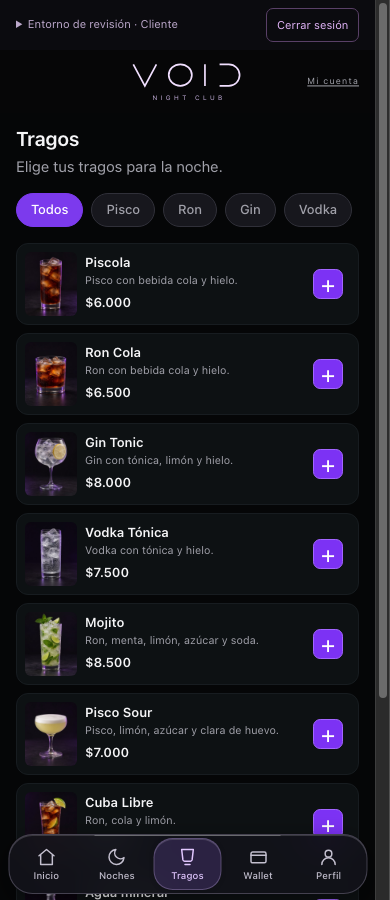 ▶ Entorno de revisión · Cliente
Cerrar sesión
VOID
NIGHT CLUB
Mi cuenta
Tragos
Elige tus tragos para la noche.
Todos
Pisco
Ron
Gin
Vodka
Piscola
Pisco con bebida cola y hielo.
$6.000
Ron Cola
Ron con bebida cola y hielo.
$6.500
Gin Tonic
Gin con tónica, limón y hielo.
$8.000
Vodka Tónica
Vodka con tónica y hielo.
$7.500
Mojito
Ron, menta, limón, azúcar y soda.
$8.500
Pisco Sour
Pisco, limón, azúcar y clara de huevo.
$7.000
Cuba Libre
Ron, cola y limón.
Inicio
Noches
Tragos
Wallet
Perfil
Agua mineral